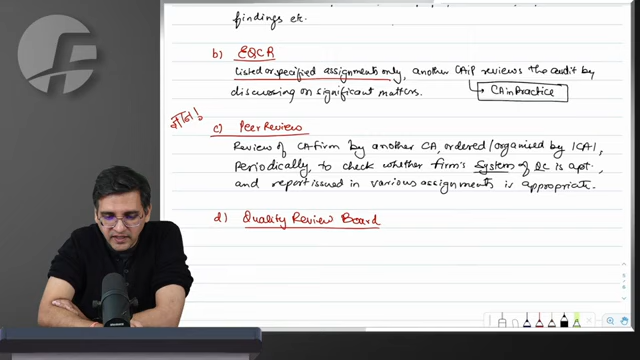 findings etc.
b) EQCR
Listed or specified assignments only, another CAiP reviews the audit by
discussing on significant matters.
CA in Practice
c) Peer Review
Review of CA firm by another CA, ordered/organised by ICAI,
Periodically, to check whether firm's System of QC is apt.
and report issued in various assignments is appropriate.
d) Quality Review Board